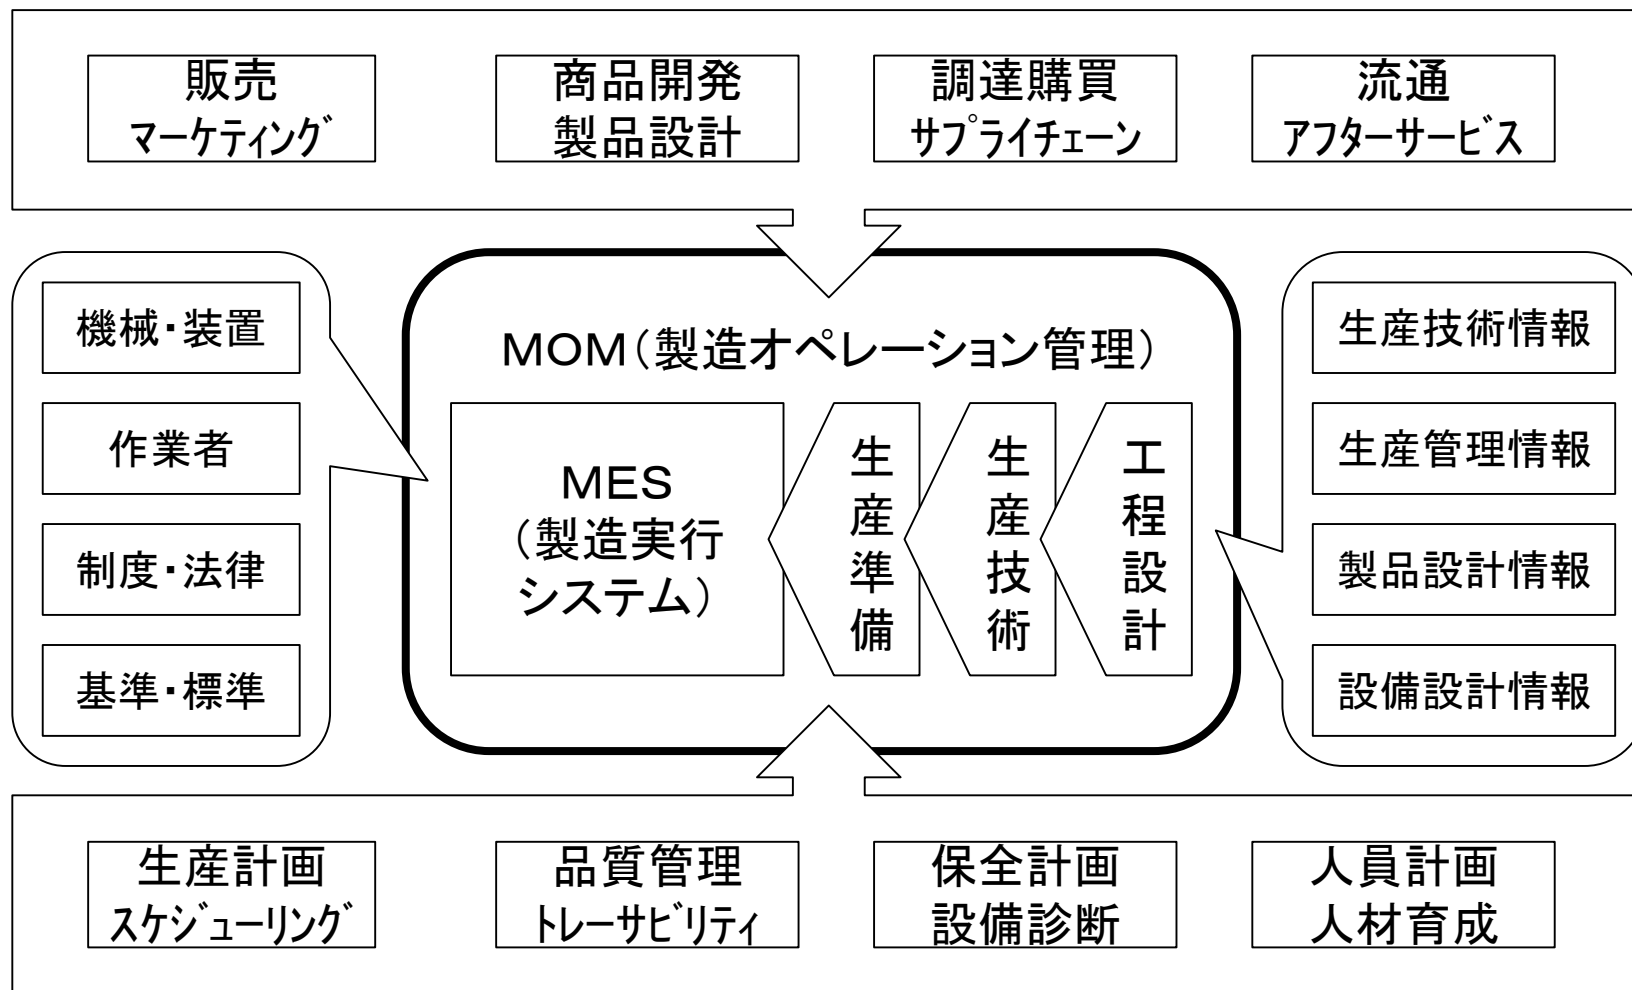 販売
マーケティング
商品開発
製品設計
調達購買
サプライチェーン
流通
アフターサービス
機械・装置
作業者
制度・法律
基準・標準
MOM(製造オペレーション管理)
MES
(製造実行
システム)
生産準備
生産技術
工程設計
生産技術情報
生産管理情報
製品設計情報
設備設計情報
生産計画
スケジューリング
品質管理
トレーサビリティ
保全計画
設備診断
人員計画
人材育成